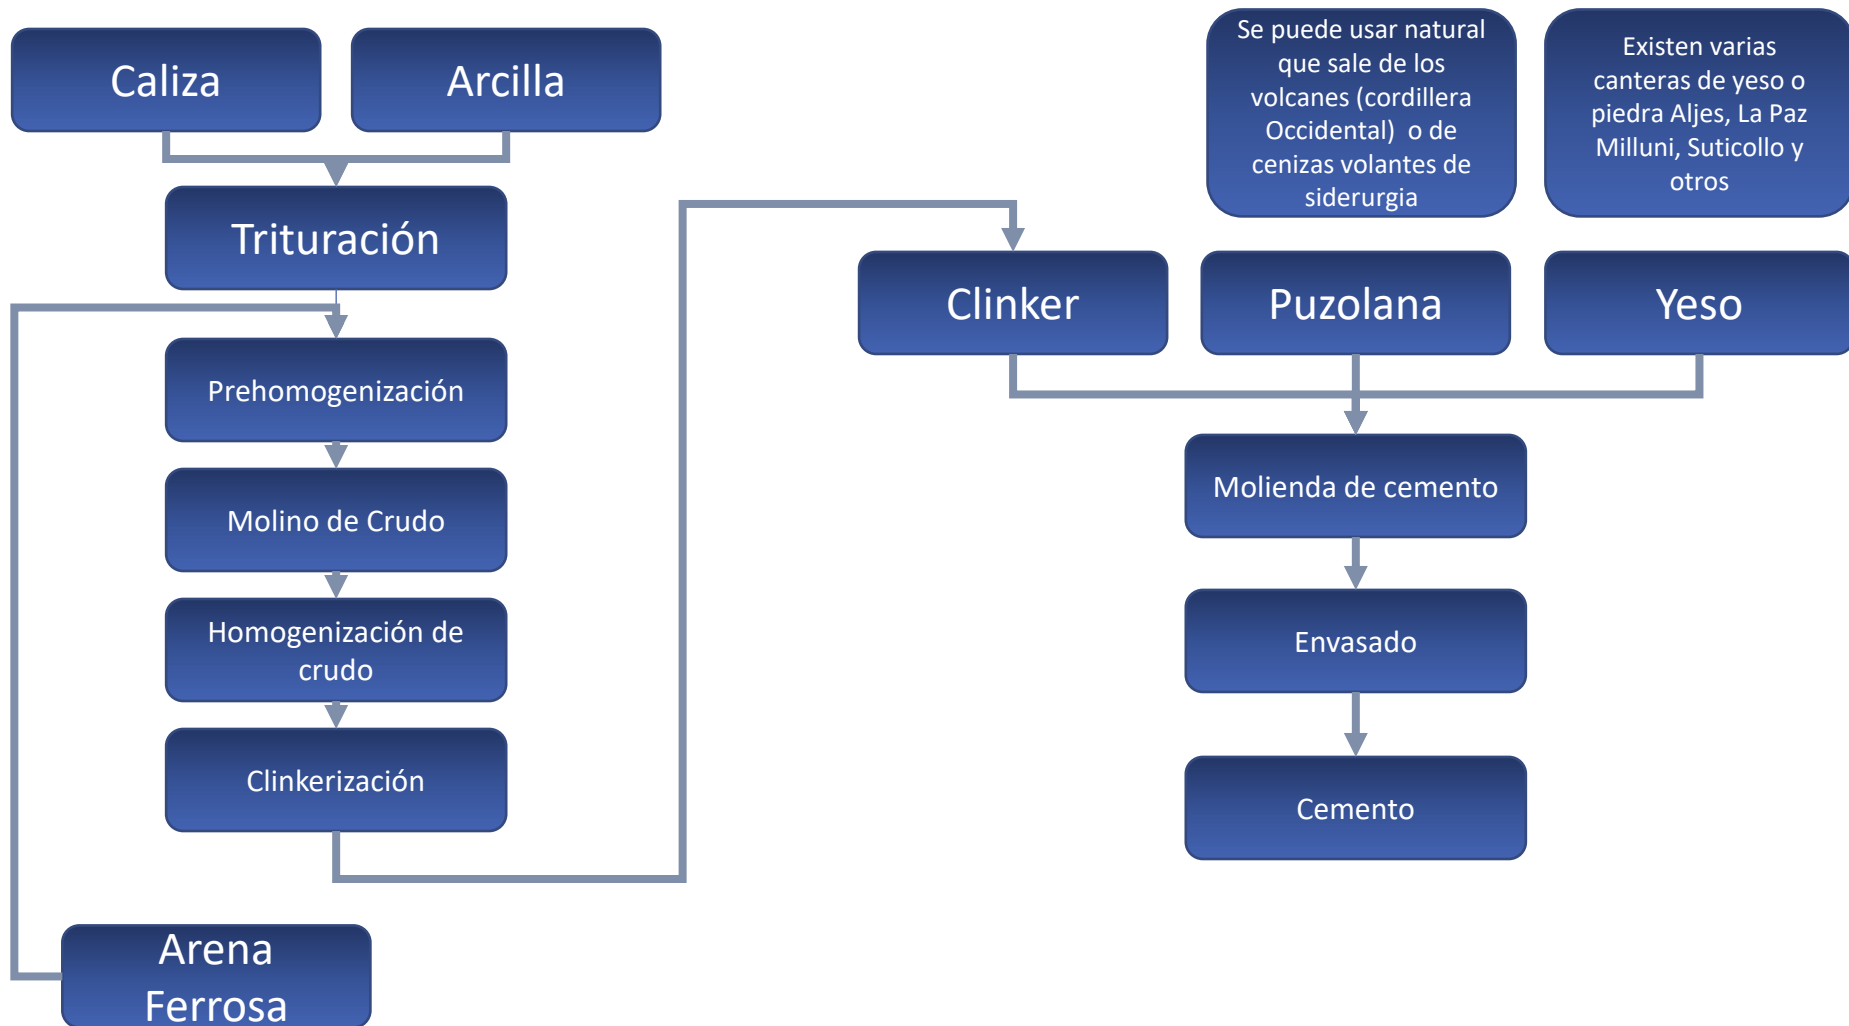 Caliza
Arcilla
Trituración
Prehomogenización
Molino de Crudo
Homogenización de
crudo
Clinkerización
Arena
Ferrosa
Se puede usar natural
que sale de los
volcanes (cordillera
Occidental)  o de
cenizas volantes de
siderurgia
Existen varias
canteras de yeso o
piedra Aljes, La Paz
Milluni, Suticollo y
otros
Clinker
Puzolana
Yeso
Molienda de cemento
Envasado
Cemento